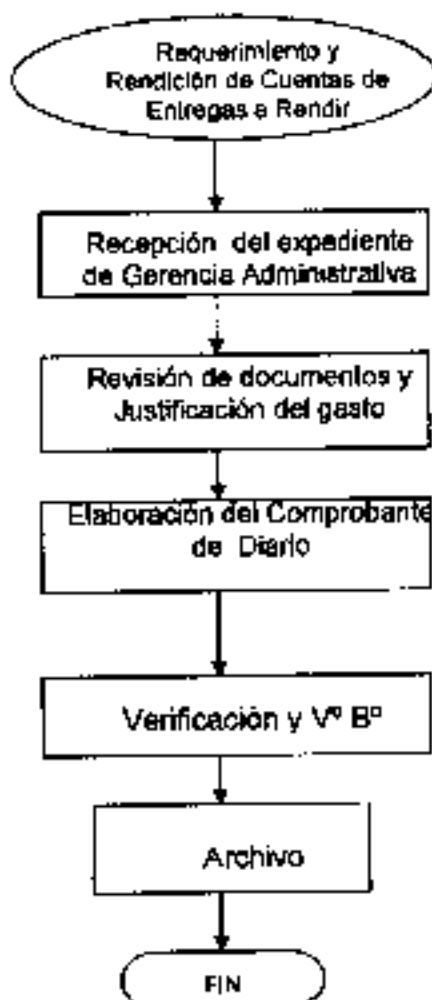 Requerimiento y
Rendición de Cuentas de
Entregas a Rendir
Recepción del expediente
de Gerencia Administrativa
Revisión de documentos y
Justificación del gasto
Elaboración del Comprobante
de Diario
Verificación y Vº Bº
Archivo
FIN